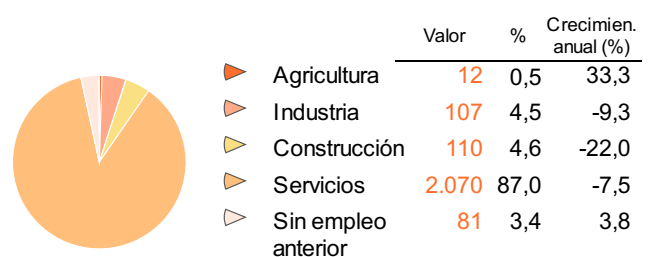 Valor % Crecimien. anual (%)
Agricultura 12 0,5 33,3
Industria 107 4,5 -9,3
Construcción 110 4,6 -22,0
Servicios 2.070 87,0 -7,5
Sin empleo 81 3,4 3,8
anterior